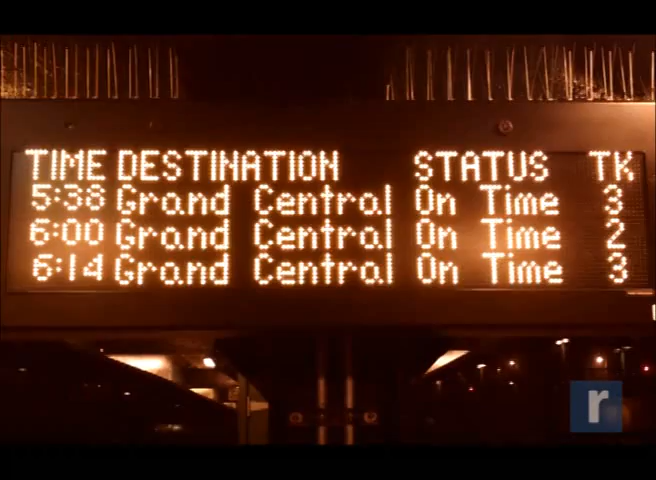 TIME DESTINATION STATUS TK
5:38 Grand Central On Time 3
6:00 Grand Central On Time 2
6:14 Grand Central On Time 3
r